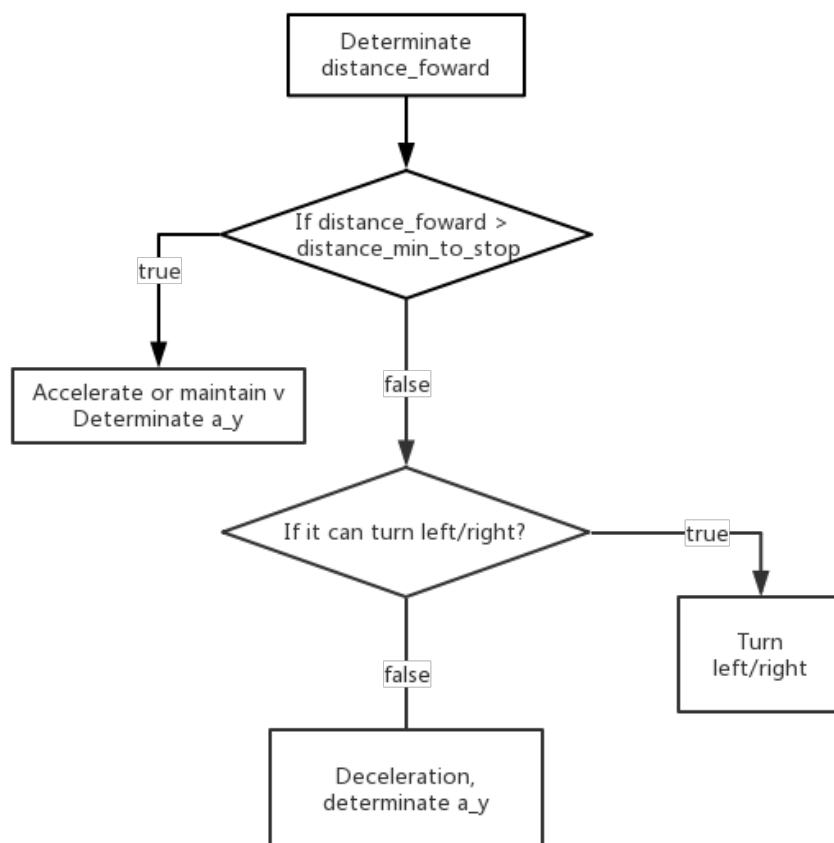 Determinate
distance_foward
If distance_foward >
distance_min_to_stop
true
Accelerate or maintain v
Determinate a_y
false
If it can turn left/right?
true
Turn
left/right
false
Deceleration,
determinate a_y